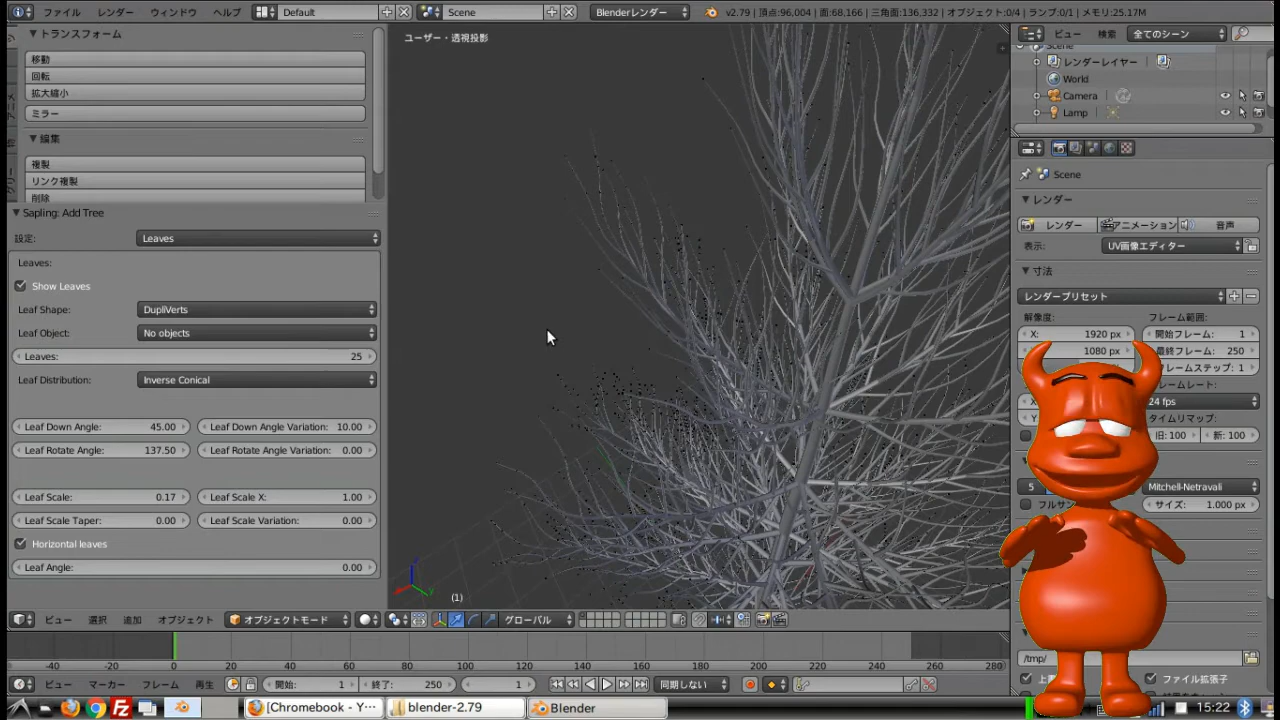 ファイル レンダー ウィンドウ ヘルプ Default Scene Blenderレンダー v2.79 | 頂点:96,004 | 面:68,166 | 三角面:136,332 | オブジェクト:0/4 | ランプ:0/1 | メモリ:25.17M
トランスフォーム
移動
回転
拡大縮小
ミラー
編集
複製
リンク複製
削除
Sapling: Add Tree
設定: Leaves
Leaves:
Show Leaves
Leaf Shape: DupliVerts
Leaf Object: No objects
Leaves: 25
Leaf Distribution: Inverse Conical
Leaf Down Angle: 45.00 Leaf Down Angle Variation: 10.00
Leaf Rotate Angle: 137.50 Leaf Rotate Angle Variation: 0.00
Leaf Scale: 0.17 Leaf Scale X: 1.00
Leaf Scale Taper: 0.00 Leaf Scale Variation: 0.00
Horizontal leaves
Leaf Angle: 0.00
ユーザー・透視投影
(1)
ビュー 選択 追加 オブジェクト オブジェクトモード グローバル
-40 -20 0 20 40 60 80 100 120 140 160 180 200 220 240 260 280
ビュー マーカー フレーム 再生 開始: 1 終了: 250 1 同期しない
ビュー 検索 全てのシーン
Scene
レンダーレイヤー
World
Camera
Lamp
Scene
レンダー
レンダー アニメーション 音声
表示: UV画像エディター
寸法
レンダープリセット
解像度: フレーム範囲:
X: 1920 px 開始フレーム: 1
1080 px 最終フレーム: 250
フレームステップ: 1
フレームレート:
24 fps
タイムリマップ:
旧: 100 新: 100
5 Mitchell-Netravali
フルサン サイズ: 1.000 px
/tmp/
ファイル拡張子
[Chromebook - Y… blender-2.79 Blender 15:22